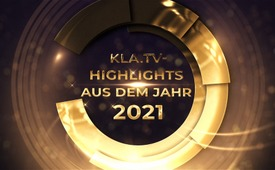 KLA.TV-
HIGHLIGHTS
AUS DEM JAHR
2021